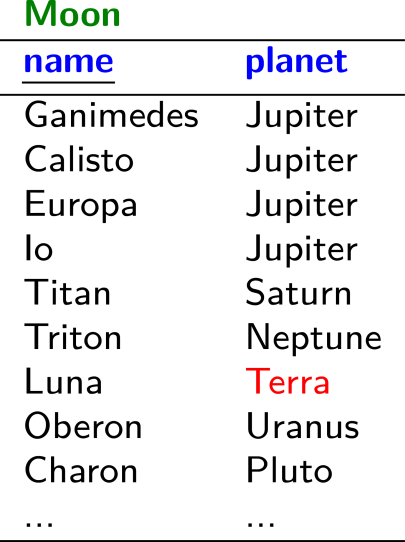 Moon
name planet
Ganimedes Jupiter
Calisto Jupiter
Europa Jupiter
Io Jupiter
Titan Saturn
Triton Neptune
Luna Terra
Oberon Uranus
Charon Pluto
... ...